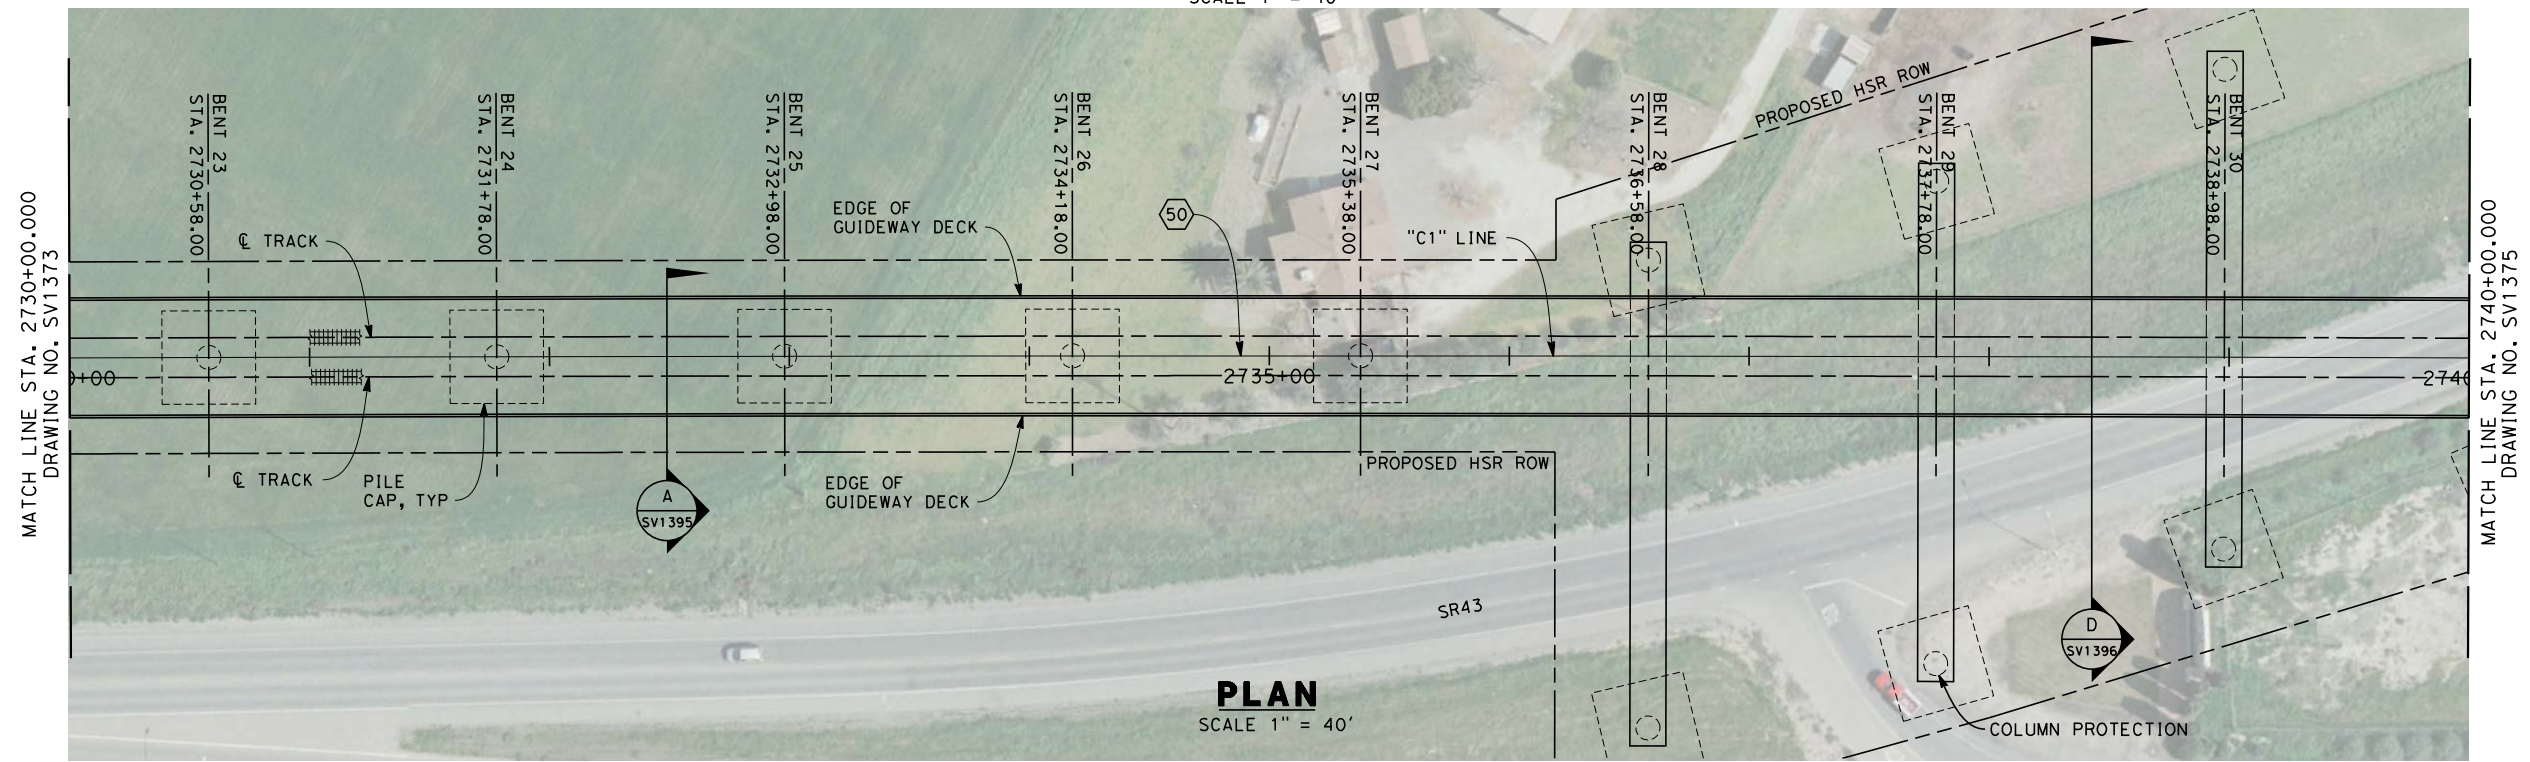 MATCH LINE STA. 2730+00.000
DRAWING NO. SV1373
BENT 23
STA. 2730+58.00
BENT 24
STA. 2731+78.00
BENT 25
STA. 2732+98.00
BENT 26
STA. 2734+18.00
BENT 27
STA. 2735+38.00
BENT 28
STA. 2736+58.00
BENT 29
STA. 2737+78.00
BENT 30
STA. 2738+98.00
PROPOSED HSR ROW
℄ TRACK
EDGE OF
GUIDEWAY DECK
50
"C1" LINE
0+00
2735+00
2740
℄ TRACK
PILE
CAP, TYP
A
SV1395
EDGE OF
GUIDEWAY DECK
PROPOSED HSR ROW
SR43
D
SV1396
COLUMN PROTECTION
PLAN
SCALE 1" = 40'
MATCH LINE STA. 2740+00.000
DRAWING NO. SV1375